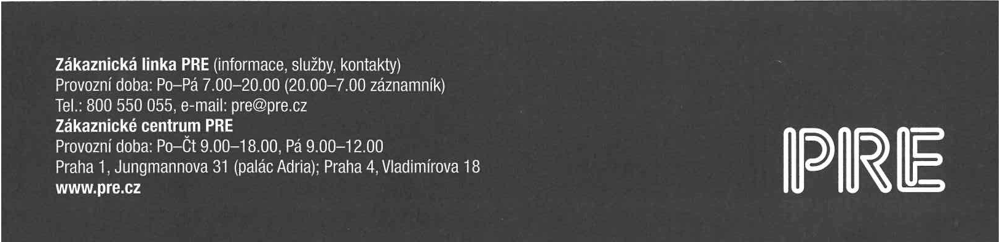 Zákaznická linka PRE (informace, služby, kontakty)
Provozní doba: Po–Pá 7.00–20.00 (20.00–7.00 záznamník)
Tel.: 800 550 055, e-mail: pre@pre.cz
Zákaznické centrum PRE
Provozní doba: Po–Čt 9.00–18.00, Pá 9.00–12.00
Praha 1, Jungmannova 31 (palác Adria); Praha 4, Vladimírova 18
www.pre.cz
PRE